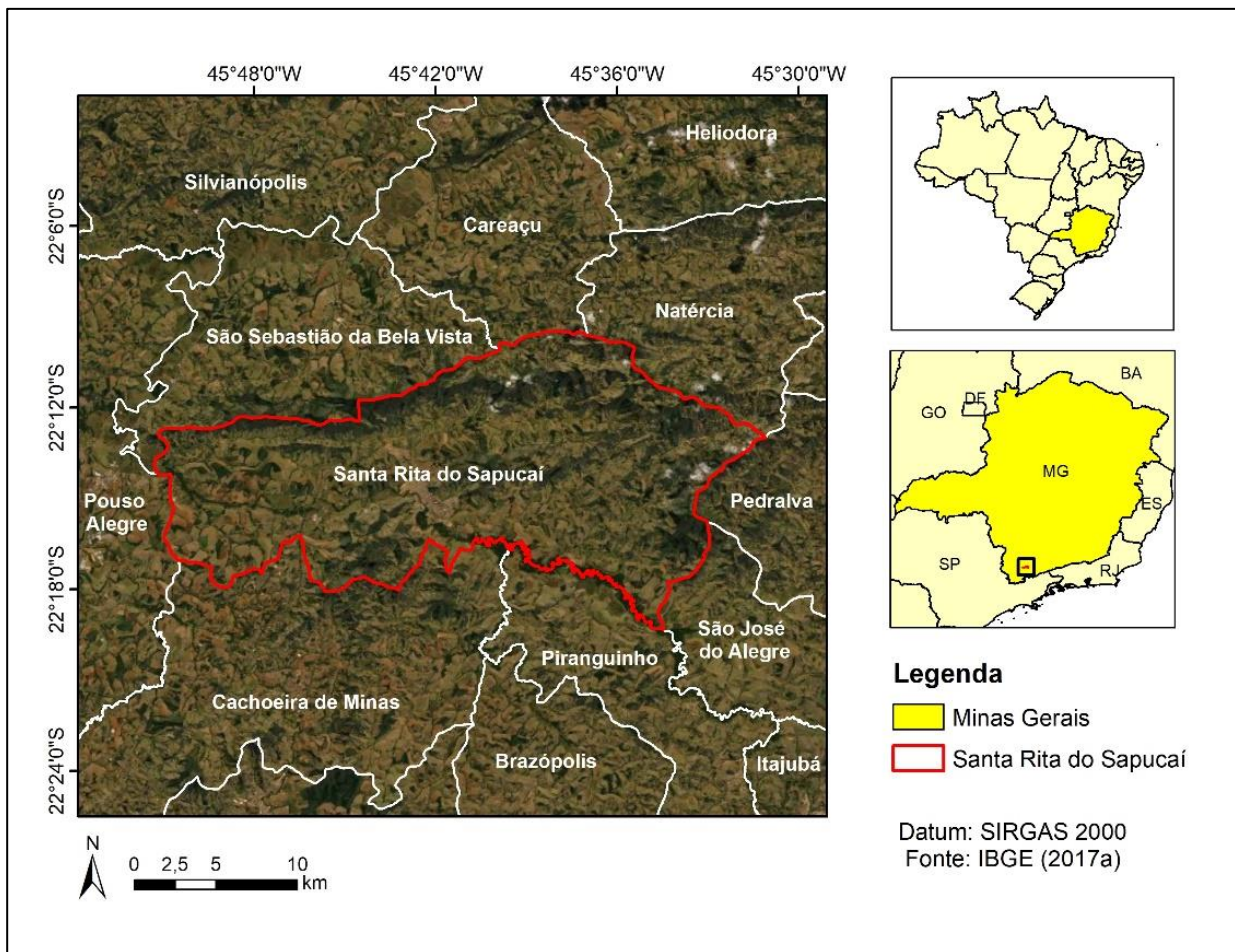 45°48'0"W
45°42'0"W
45°36'0"W
45°30'0"W
22°6'0"S
22°12'0"S
22°18'0"S
22°24'0"S
Heliodora
Silvianópolis
Careaçu
Natércia
São Sebastião da Bela Vista
Santa Rita do Sapucaí
Pouso
Alegre
Pedralva
São José
do Alegre
Piranguinho
Cachoeira de Minas
Brazópolis
Itajubá
N
0 2,5 5 10
km
BA
DF
GO
MG
ES
SP
RJ
Legenda
Minas Gerais
Santa Rita do Sapucaí
Datum: SIRGAS 2000
Fonte: IBGE (2017a)